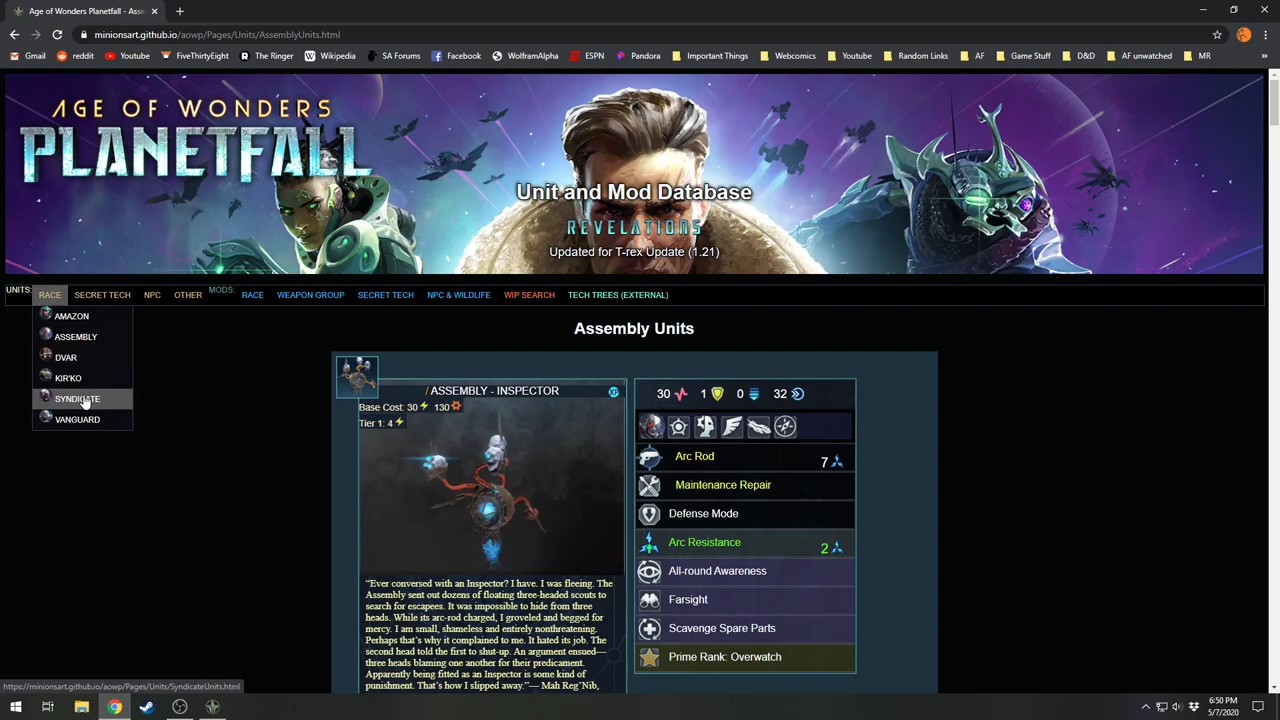 Age of Wonders Planetfall - Asse
minionsart.github.io/aowp/Pages/Units/AssemblyUnits.html
Gmail reddit Youtube FiveThirtyEight The Ringer Wikipedia SA Forums Facebook WolframAlpha ESPN Pandora Important Things Webcomics Youtube Random Links AF Game Stuff D&D AF unwatched MR »
AGE OF WONDERS
PLANETFALL
Unit and Mod Database
REVELATIONS
Updated for T-rex Update (1.21)
UNITS: RACE SECRET TECH NPC OTHER MODS: RACE WEAPON GROUP SECRET TECH NPC & WILDLIFE WIP SEARCH TECH TREES (EXTERNAL)
AMAZON
ASSEMBLY
DVAR
KIR'KO
SYNDICATE
VANGUARD
Assembly Units
/ ASSEMBLY - INSPECTOR
XP
Base Cost: 30 130
Tier 1: 4
"Ever conversed with an Inspector? I have. I was fleeing. The
Assembly sent out dozens of floating three-headed scouts to
search for escapees. It was impossible to hide from three
heads. While its arc-rod charged, I groveled and begged for
mercy. I am small, shameless and entirely nonthreatening.
Perhaps that's why it complained to me. It hated its job. The
second head told the first to shut-up. An argument ensued—
three heads blaming one another for their predicament.
Apparently being fitted as an Inspector is some kind of
punishment. That's how I slipped away."— Mah Reg'Nib,
30 1 0 32
Arc Rod 7
Maintenance Repair
Defense Mode
Arc Resistance 2
All-round Awareness
Farsight
Scavenge Spare Parts
Prime Rank: Overwatch
https://minionsart.github.io/aowp/Pages/Units/SyndicateUnits.html
6:50 PM
5/7/2020